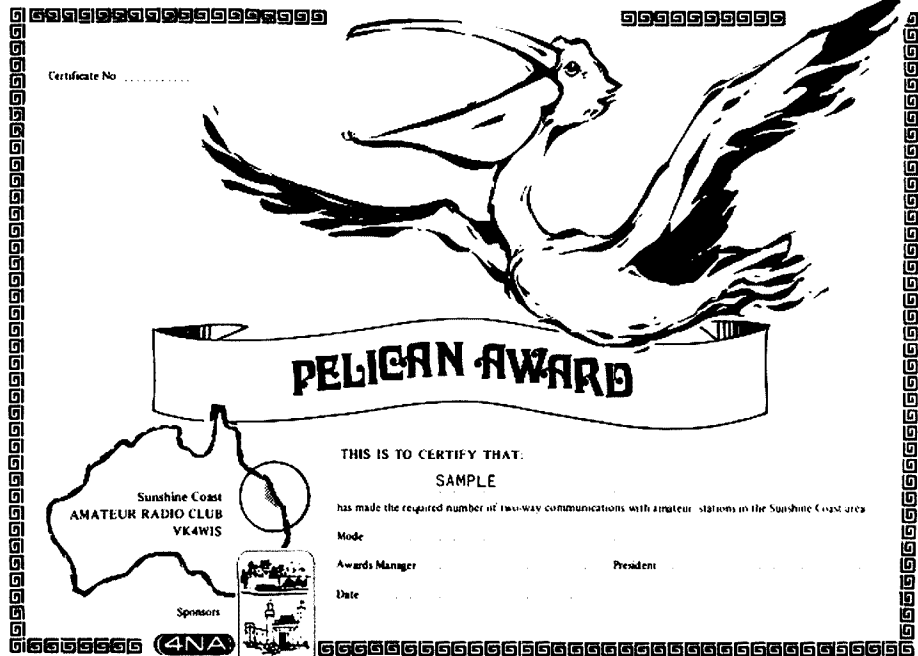 Certificate No ..........
PELICAN AWARD
THIS IS TO CERTIFY THAT:
SAMPLE
has made the required number of two-way communications with amateur stations in the Sunshine Coast area
Mode
Awards Manager
President
Date
Sunshine Coast
AMATEUR RADIO CLUB
VK4WIS
Sponsors
4NA